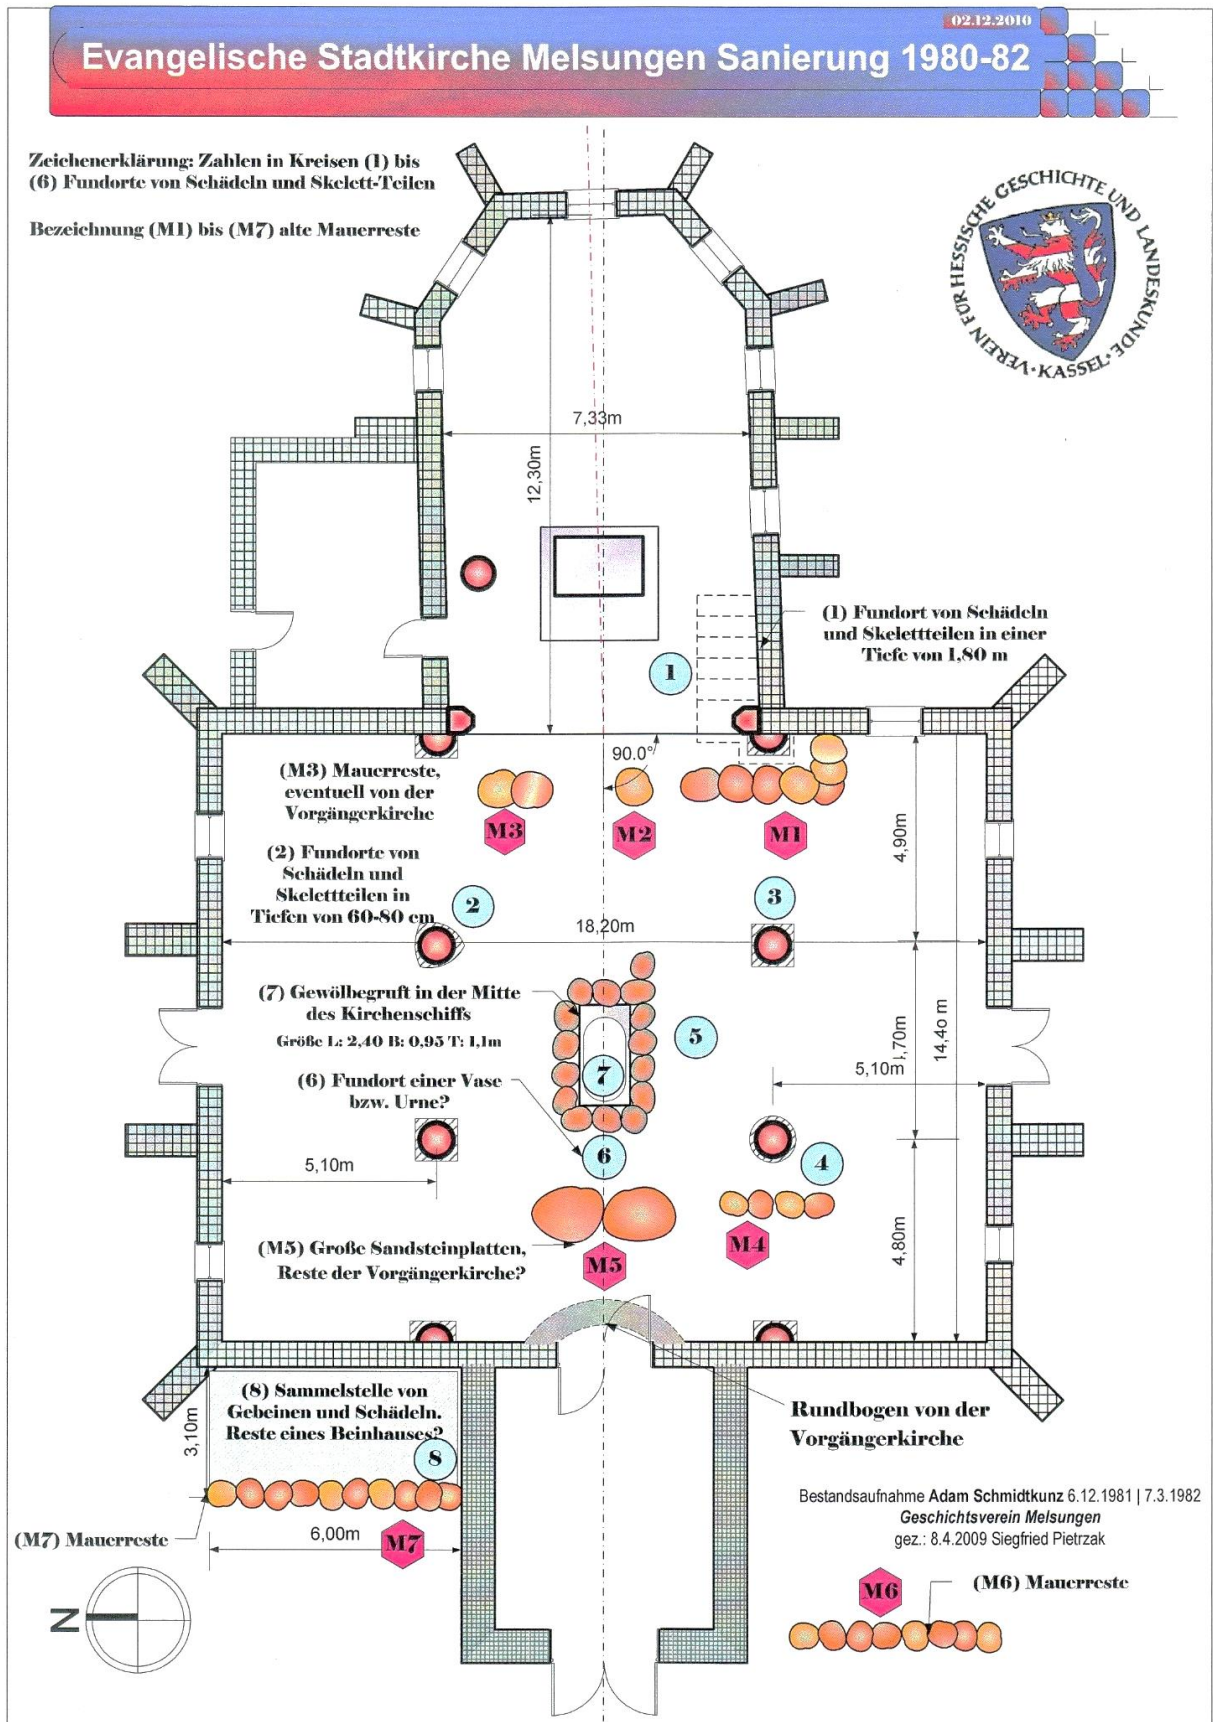 02.12.2010
Evangelische Stadtkirche Melsungen Sanierung 1980-82
Zeichenerklärung: Zahlen in Kreisen (1) bis
(6) Fundorte von Schädeln und Skelett-Teilen
Bezeichnung (M1) bis (M7) alte Mauerreste
VEREIN FÜR HESSISCHE GESCHICHTE UND LANDESKUNDE · KASSEL ·
7,33m
12,30m
(1) Fundort von Schädeln
und Skelettteilen in einer
Tiefe von 1,80 m
1
90.0°
(M3) Mauerreste,
eventuell von der
Vorgängerkirche
M3
M2
M1
4,90m
(2) Fundorte von
Schädeln und
Skelettteilen in
Tiefen von 60-80 cm
2
3
18,20m
(7) Gewölbegruft in der Mitte
des Kirchenschiffs
Größe L: 2,40 B: 0,95 T: 1,1m
5
,70m
14,40 m
5,10m
7
(6) Fundort einer Vase
bzw. Urne?
6
4
5,10m
4,80m
(M5) Große Sandsteinplatten,
Reste der Vorgängerkirche?
M5
M4
(8) Sammelstelle von
Gebeinen und Schädeln.
Reste eines Beinhauses?
8
3,10m
Rundbogen von der
Vorgängerkirche
Bestandsaufnahme Adam Schmidtkunz 6.12.1981 | 7.3.1982
Geschichtsverein Melsungen
gez.: 8.4.2009 Siegfried Pietrzak
(M7) Mauerreste
6,00m
M7
M6
(M6) Mauerreste
N